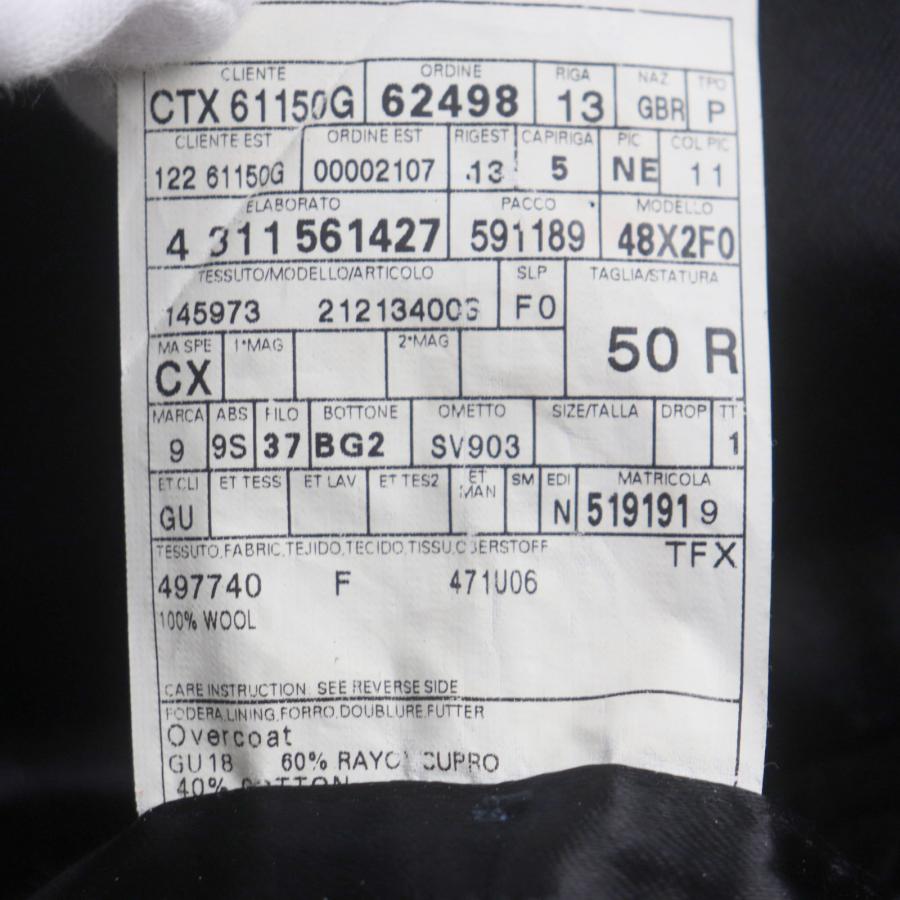 CLIENTE ORDINE RIGA NAZ TPO
CTX 61150G 62498 13 GBR P
CLIENTE EST ORDINE EST RIGEST CAPIRIGA PIC COL PIC
122 61150G 00002107 13 5 NE 11
ELABORATO PACCO MODELLO
4 311 561427 591189 48X2F0
TESSUTO/MODELLO/ARTICOLO SLP TAGLIA/STATURA
145973 21213400G F0
50 R
MA SPE 1°MAG 2°MAG
CX
MARCA ABS FILO BOTTONE OMETTO SIZE/TALLA DROP TT
9 9S 37 BG2 SV903 1
ET CLI ET TESS ET LAV ET TES2 ET MAN SM EDI MATRICOLA
GU N 519191 9
TESSUTO,FABRIC,TEJIDO,TECIDO,TISSU,OBERSTOFF TFX
497740 F 471U06
100% WOOL
CARE INSTRUCTION: SEE REVERSE SIDE
FODERA,LINING,FORRO,DOUBLURE,FUTTER
Overcoat
GU18 60% RAYON CUPRO
40% COTTON